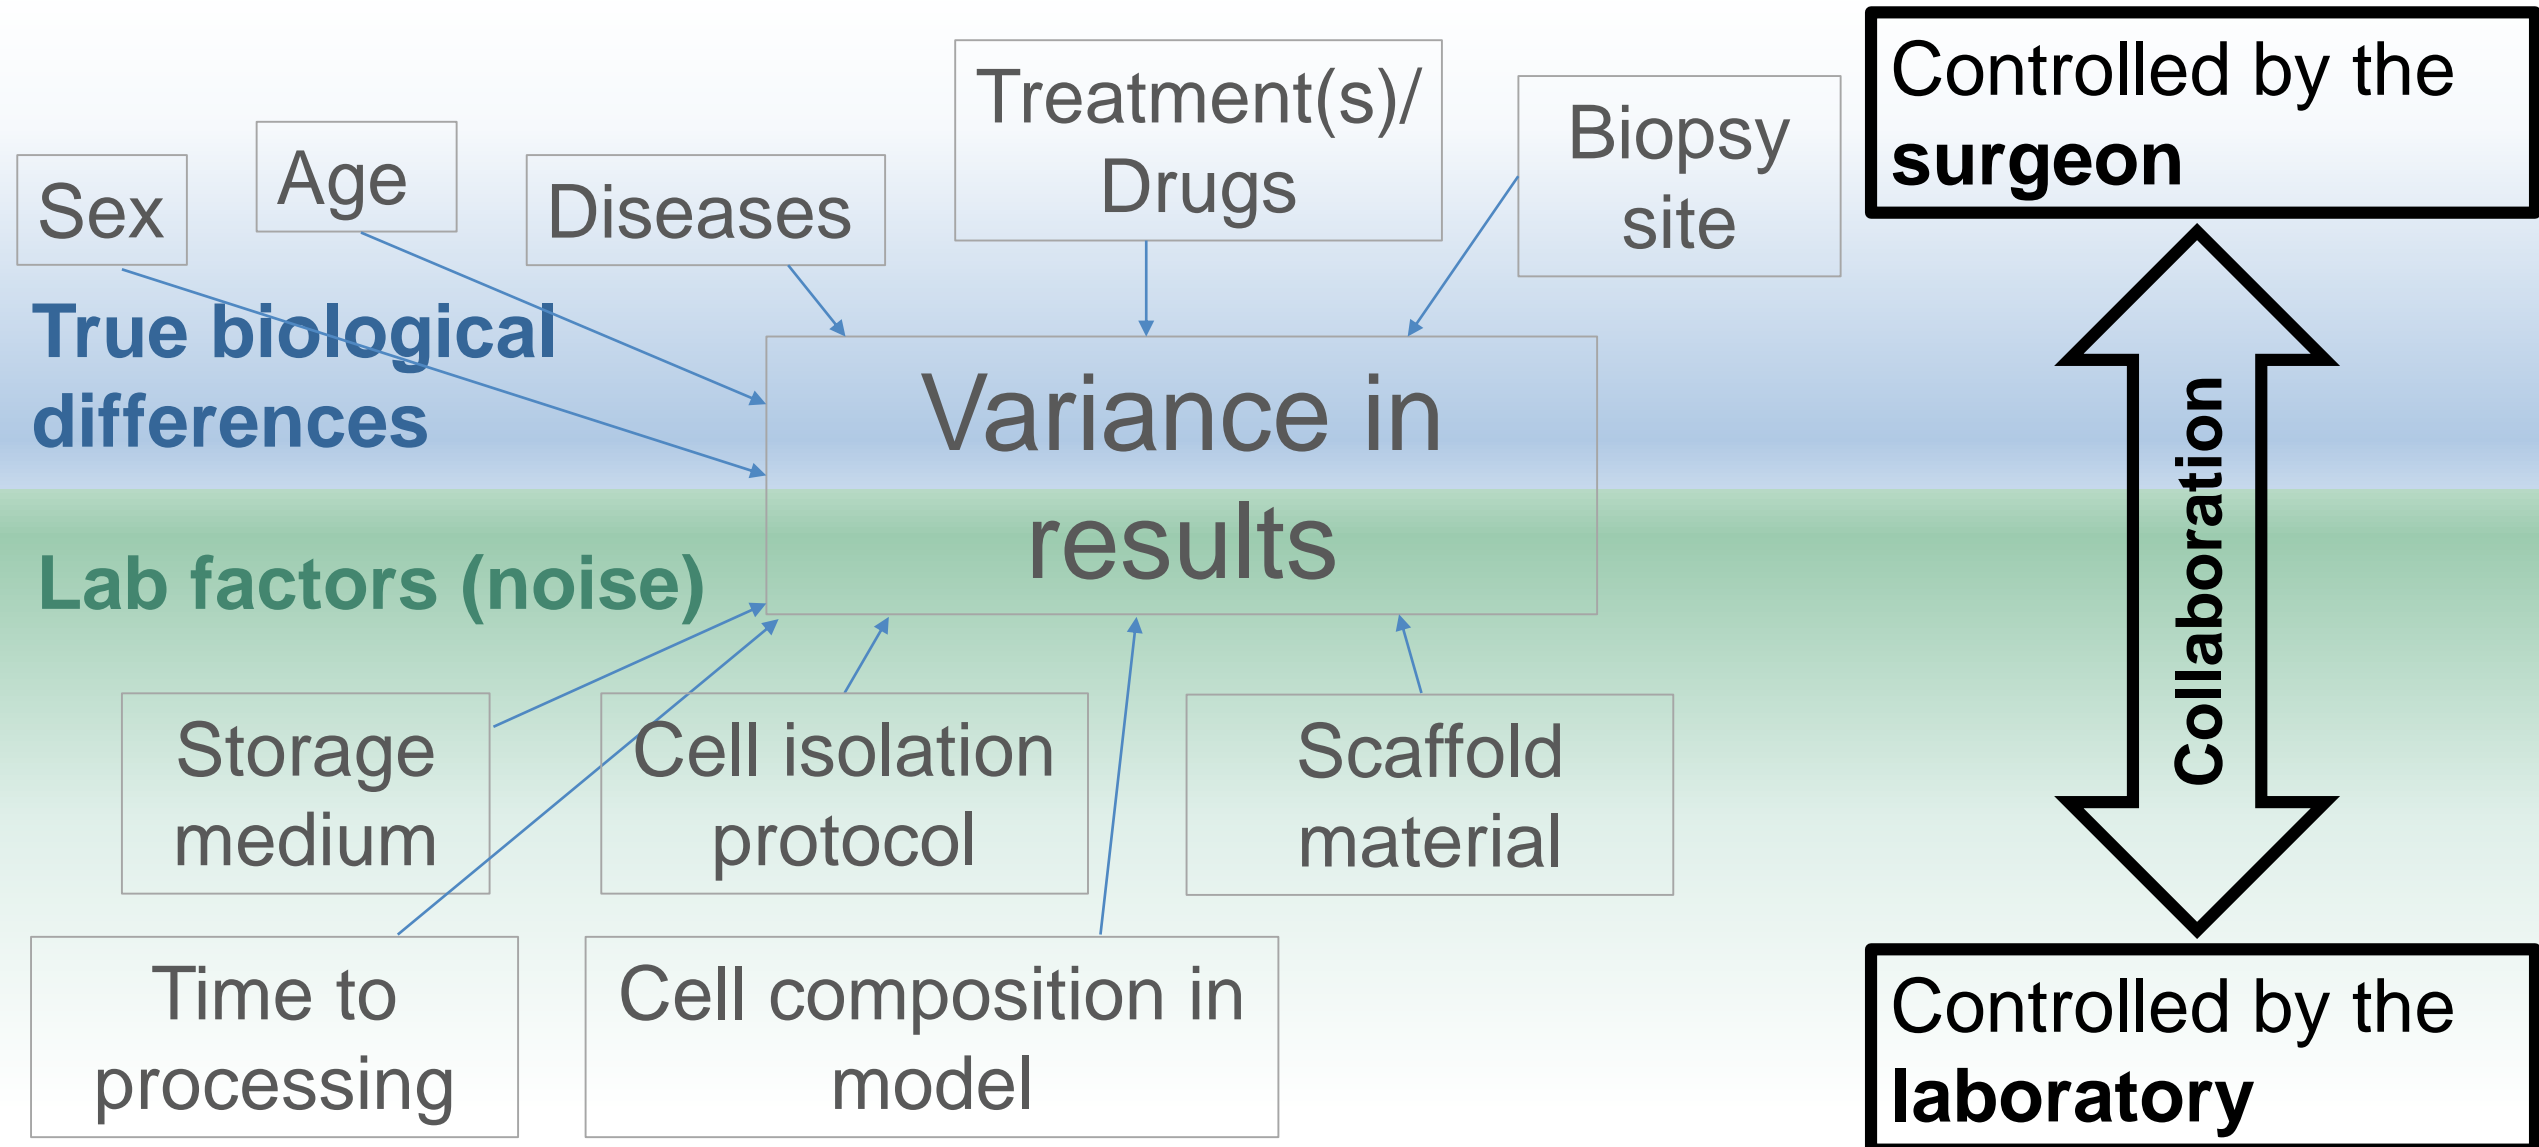 Sex
Age
Diseases
Treatment(s)/
Drugs
Biopsy
site
Controlled by the
surgeon
True biological
differences
Variance in
results
Collaboration
Lab factors (noise)
Storage
medium
Cell isolation
protocol
Scaffold
material
Time to
processing
Cell composition in
model
Controlled by the
laboratory